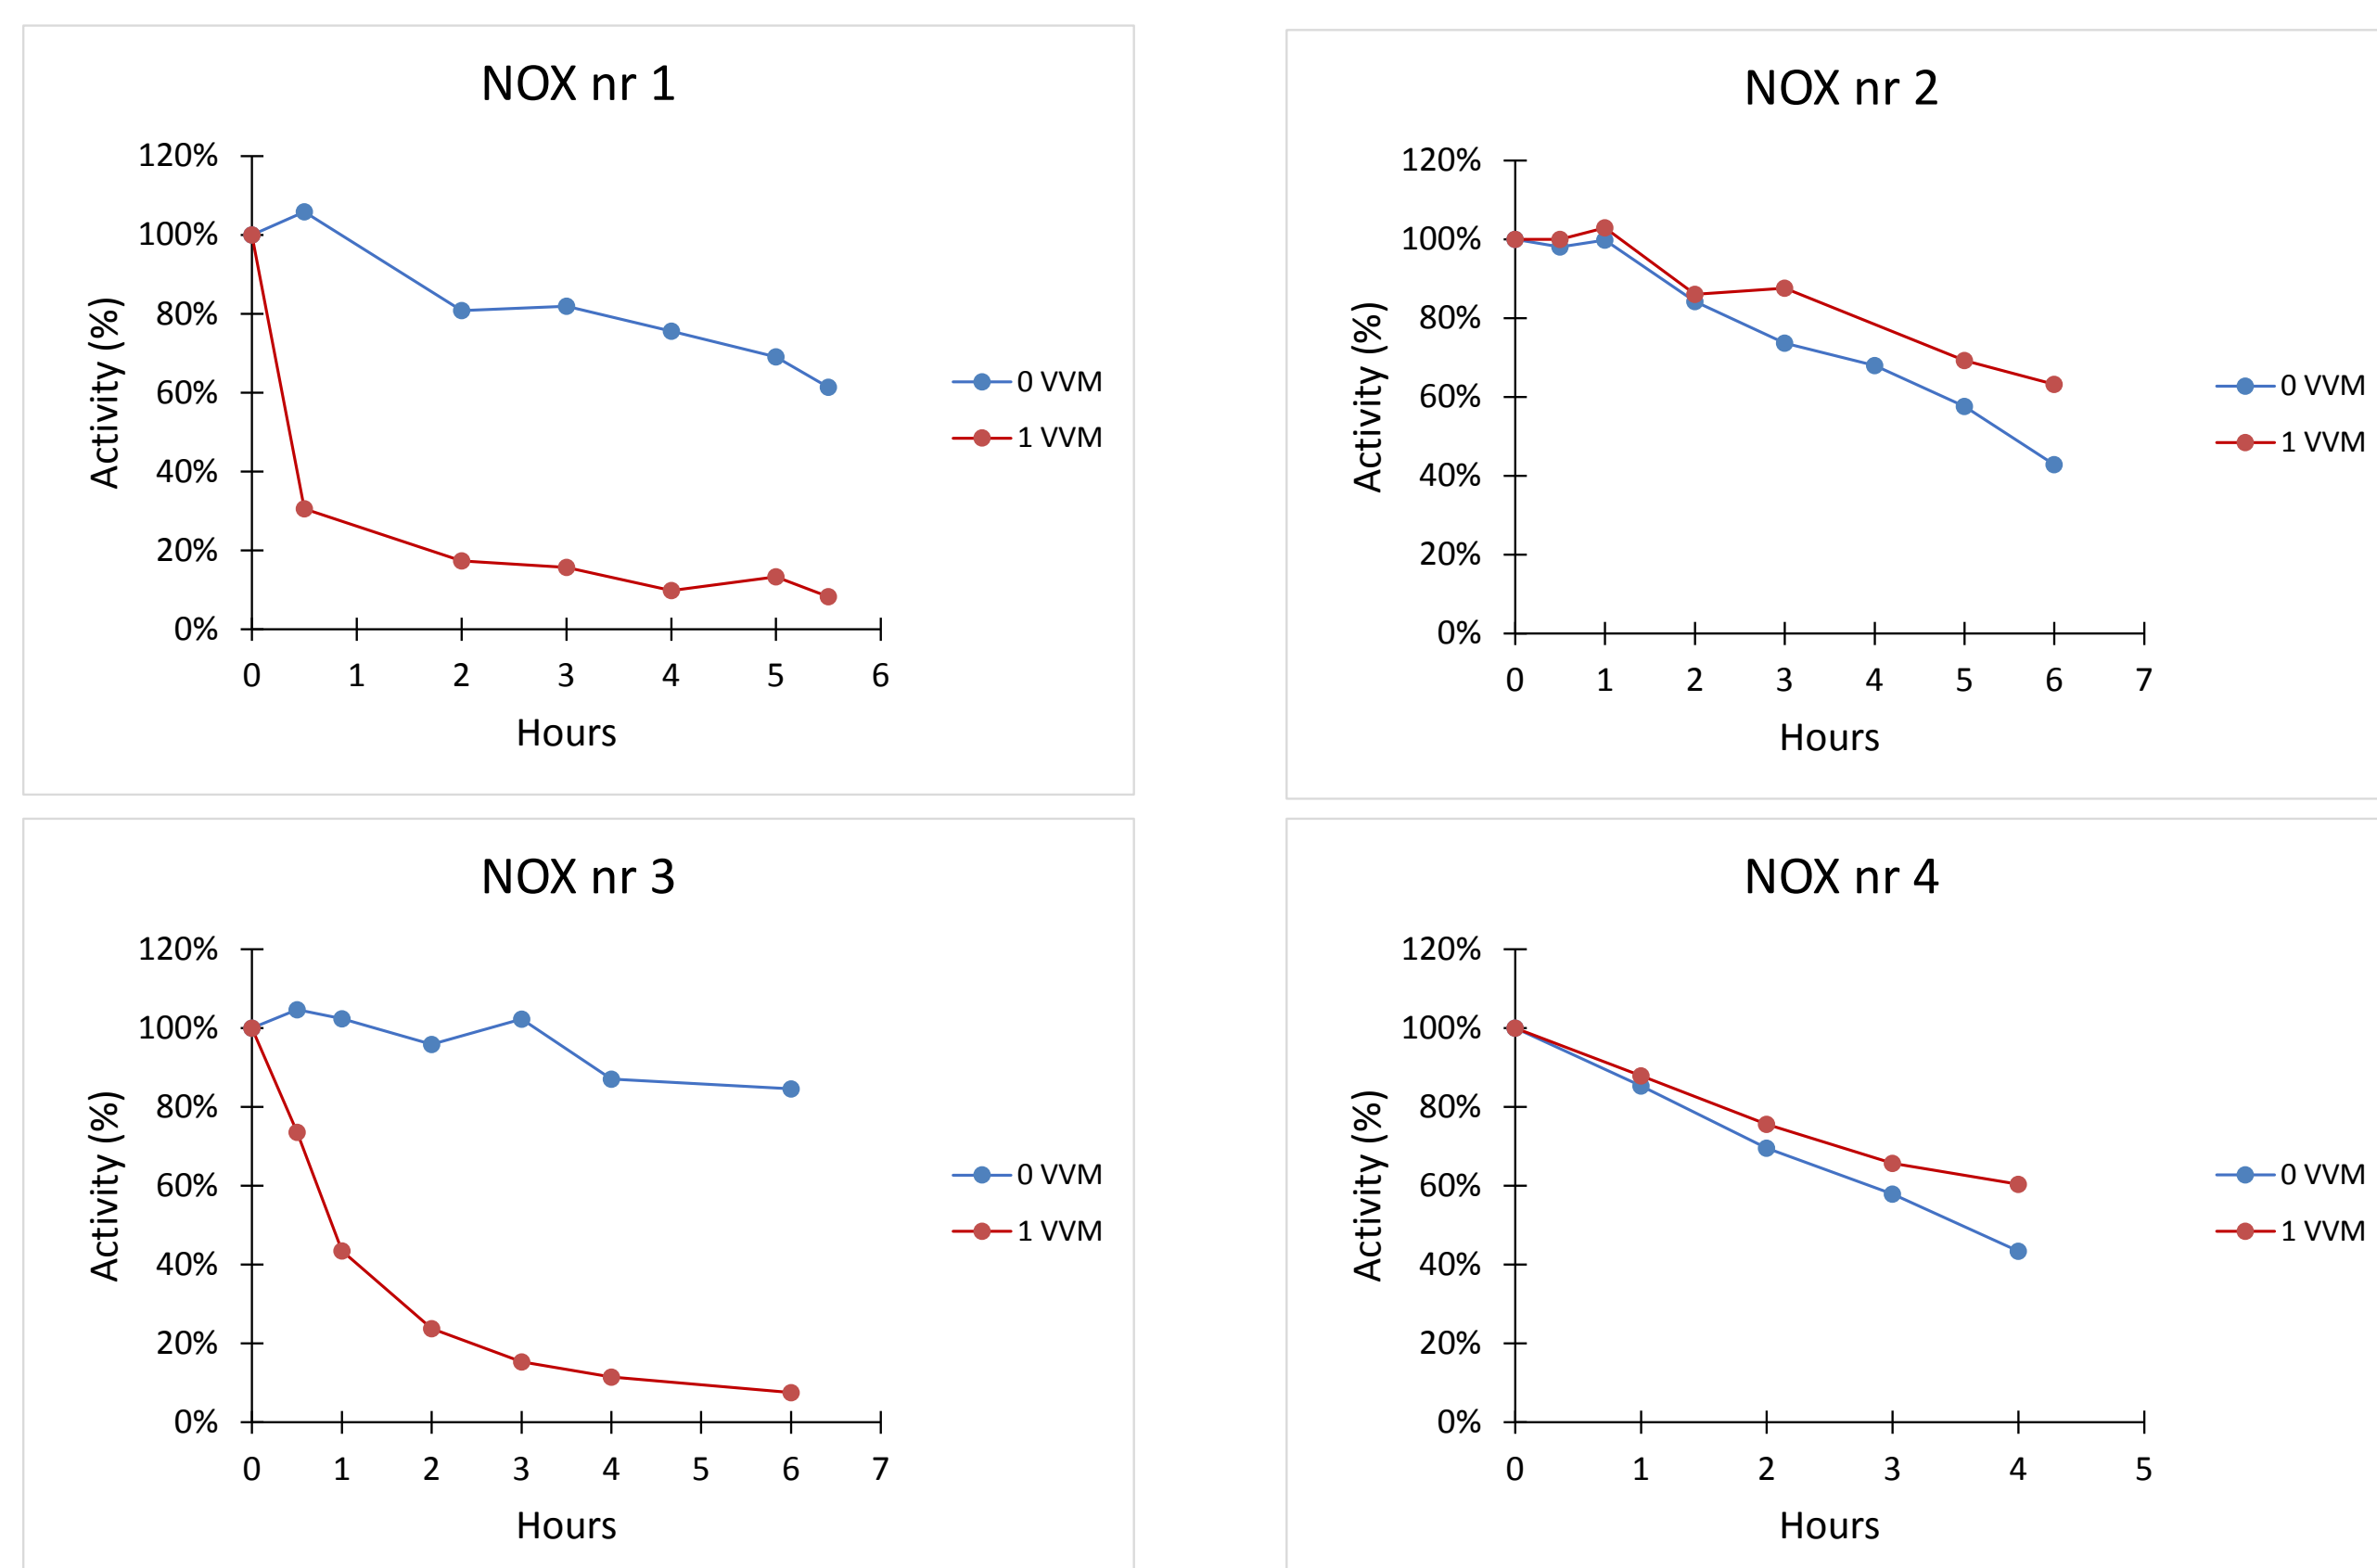 NOX nr 1
120%
100%
80%
60%
40%
20%
0%
Activity (%)
0 1 2 3 4 5 6
Hours
0 VVM
1 VVM
NOX nr 2
120%
100%
80%
60%
40%
20%
0%
Activity (%)
0 1 2 3 4 5 6 7
Hours
0 VVM
1 VVM
NOX nr 3
120%
100%
80%
60%
40%
20%
0%
Activity (%)
0 1 2 3 4 5 6 7
Hours
0 VVM
1 VVM
NOX nr 4
120%
100%
80%
60%
40%
20%
0%
Activity (%)
0 1 2 3 4 5
Hours
0 VVM
1 VVM